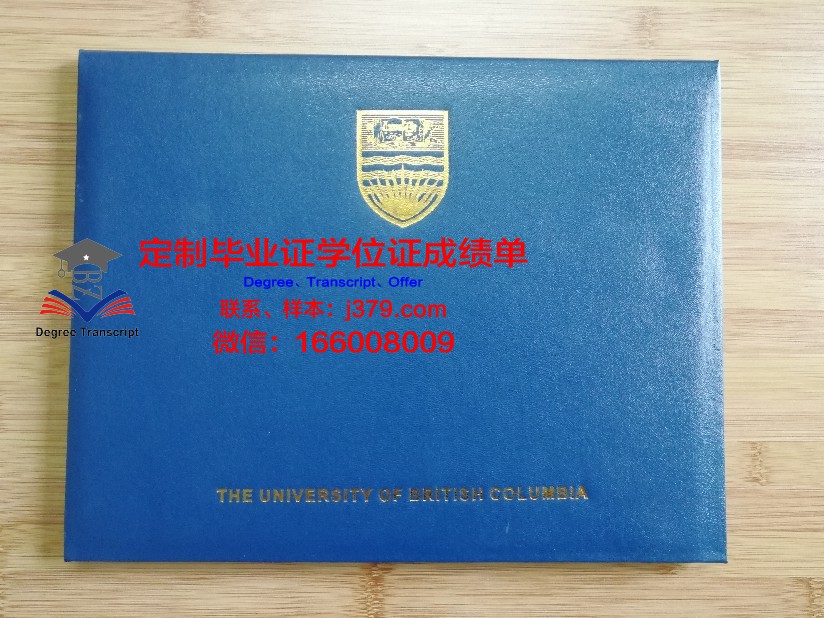 定制毕业证学位证成绩单
Degree、Transcript、Offer
联系、样本：j379.com
微信：166008009
Degree Transcript
THE UNIVERSITY OF BRITISH COLUMBIA